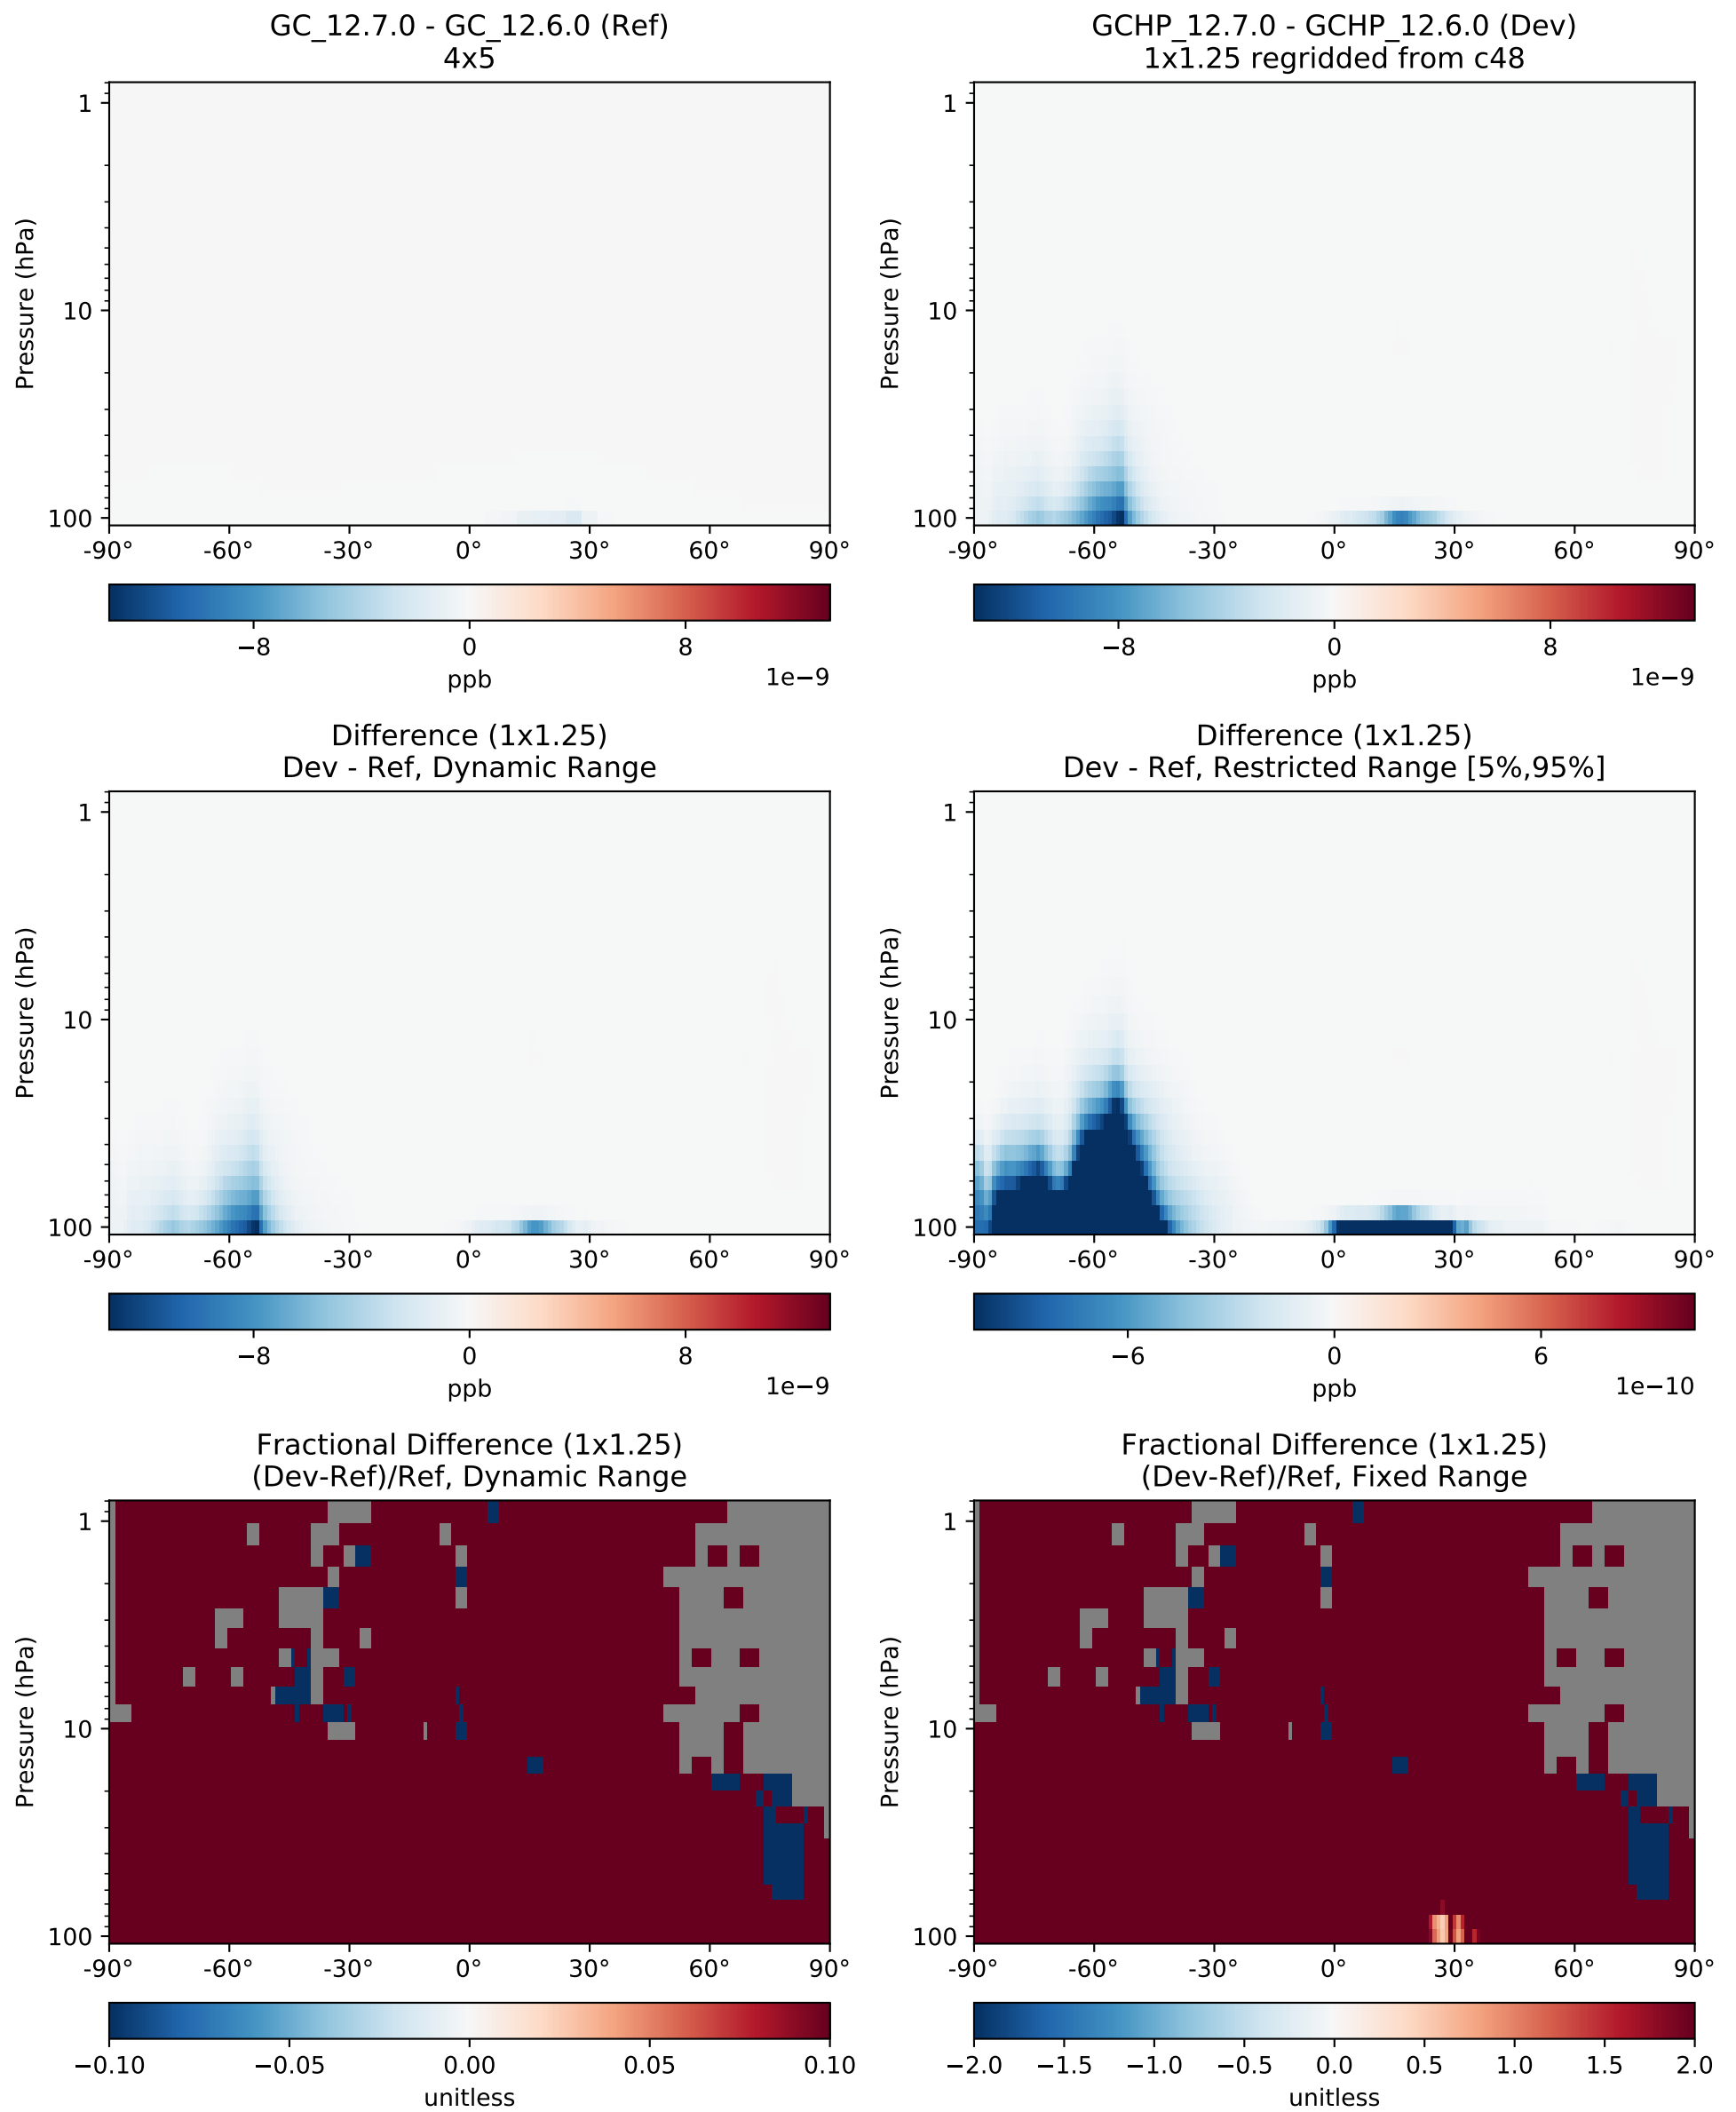 GC_12.7.0 - GC_12.6.0 (Ref)
4x5
Pressure (hPa)
1
10
100
-90° -60° -30° 0° 30° 60° 90°
−8 0 8
ppb
1e−9
GCHP_12.7.0 - GCHP_12.6.0 (Dev)
1x1.25 regridded from c48
Pressure (hPa)
1
10
100
-90° -60° -30° 0° 30° 60° 90°
−8 0 8
ppb
1e−9
Difference (1x1.25)
Dev - Ref, Dynamic Range
Pressure (hPa)
1
10
100
-90° -60° -30° 0° 30° 60° 90°
−8 0 8
ppb
1e−9
Difference (1x1.25)
Dev - Ref, Restricted Range [5%,95%]
Pressure (hPa)
1
10
100
-90° -60° -30° 0° 30° 60° 90°
−6 0 6
ppb
1e−10
Fractional Difference (1x1.25)
(Dev-Ref)/Ref, Dynamic Range
Pressure (hPa)
1
10
100
-90° -60° -30° 0° 30° 60° 90°
−0.10 −0.05 0.00 0.05 0.10
unitless
Fractional Difference (1x1.25)
(Dev-Ref)/Ref, Fixed Range
Pressure (hPa)
1
10
100
-90° -60° -30° 0° 30° 60° 90°
−2.0 −1.5 −1.0 −0.5 0.0 0.5 1.0 1.5 2.0
unitless